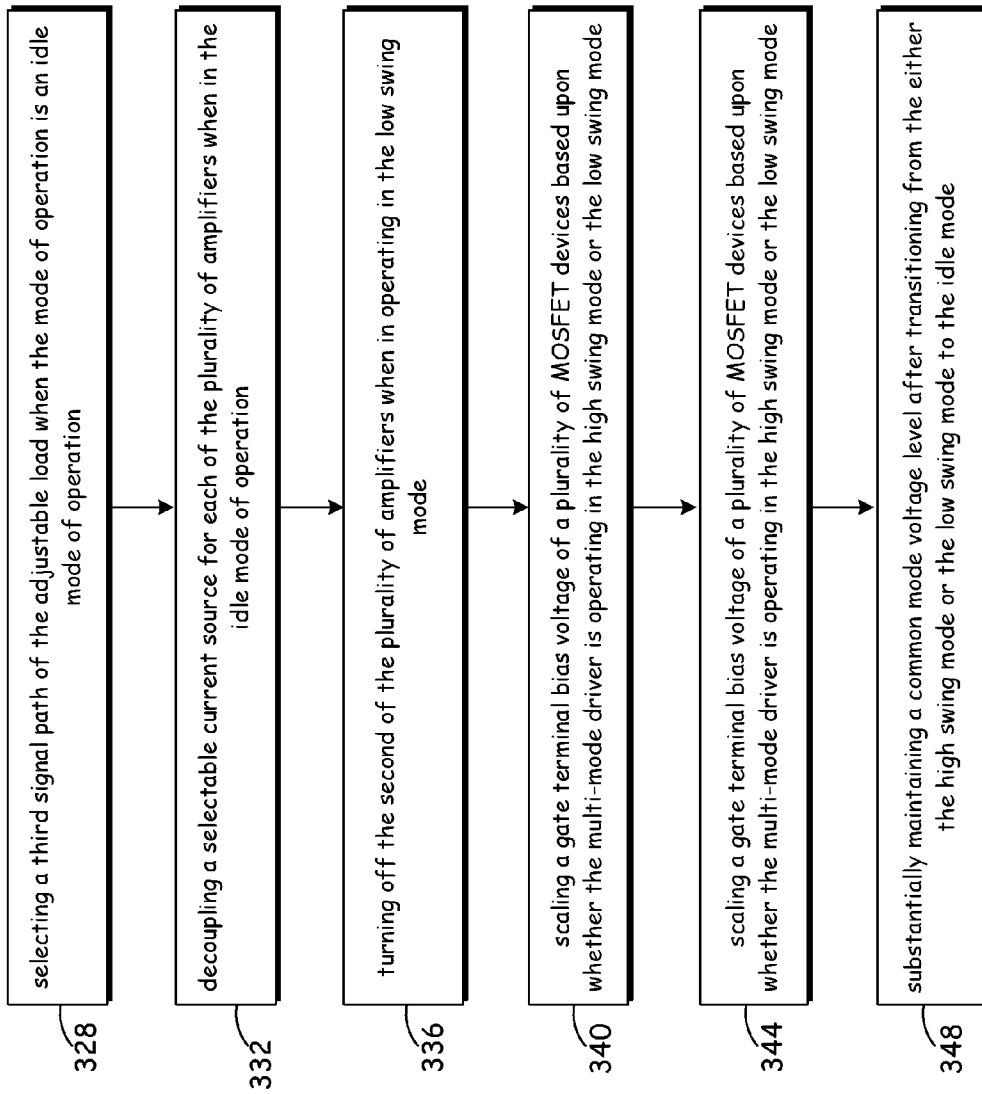 selecting a third signal path of the adjustable load when the mode of operation is an idle
mode of operation
328
decoupling a selectable current source for each of the plurality of amplifiers when in the
idle mode of operation
332
turning off the second of the plurality of amplifiers when in operating in the low swing
mode
336
scaling a gate terminal bias voltage of a plurality of MOSFET devices based upon
whether the multi-mode driver is operating in the high swing mode or the low swing mode
340
scaling a gate terminal bias voltage of a plurality of MOSFET devices based upon
whether the multi-mode driver is operating in the high swing mode or the low swing mode
344
substantially maintaining a common mode voltage level after transitioning from the either
the high swing mode or the low swing mode to the idle mode
348